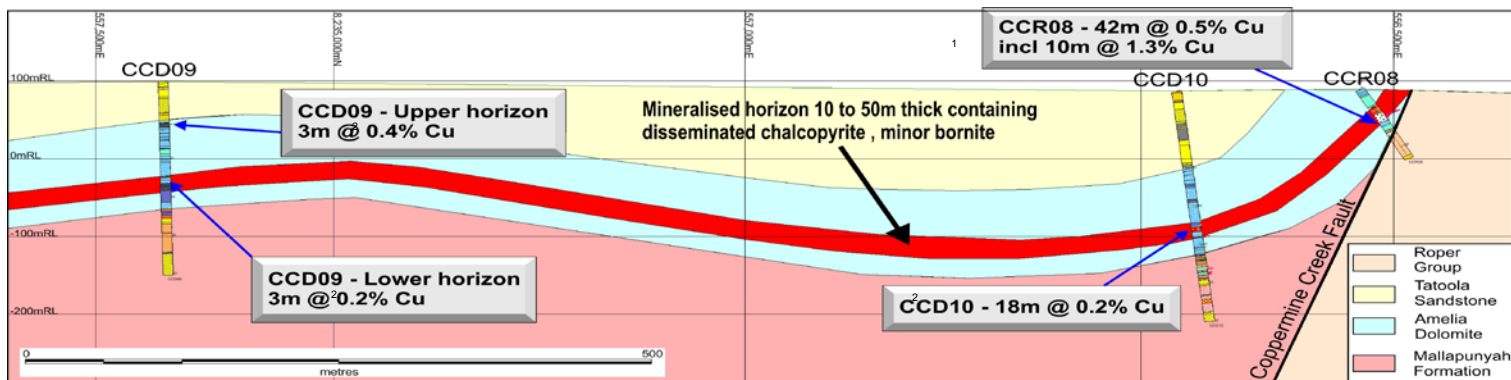 557,500mE
8,235,000mN
557,000mE
556,500mE
CCR08 - 42m @ 0.5% Cu
incl 10m @ 1.3% Cu
1
CCD09
CCD10
CCR08
100mRL
CCD09 - Upper horizon
3m @ 0.4% Cu
2
Mineralised horizon 10 to 50m thick containing
disseminated chalcopyrite , minor bornite
0mRL
-100mRL
CCD09 - Lower horizon
3m @ 0.2% Cu
2
CCD10 - 18m @ 0.2% Cu
2
-200mRL
Coppermine Creek Fault
Roper
Group
Tatoola
Sandstone
Amelia
Dolomite
Mallapunyah
Formation
0
500
metres